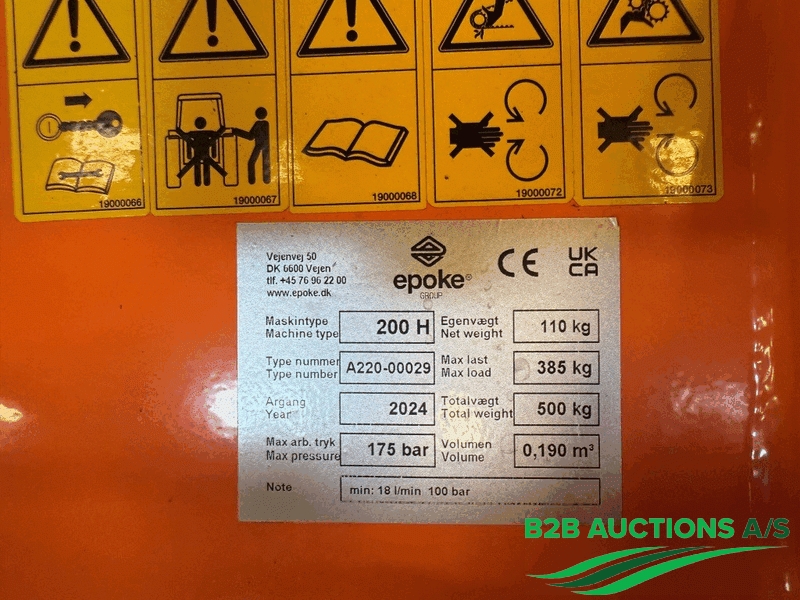 19000066
19000067
19000068
19000072
19000073
Vejenvej 50
DK 6600 Vejen
tlf. +45 76 96 22 00
www.epoke.dk
epoke®
GROUP
CE
UK
CA
Maskintype
Machine type
200 H
Egenvægt
Net weight
110 kg
Type nummer
Type number
A220-00029
Max last
Max load
385 kg
Årgang
Year
2024
Totalvægt
Total weight
500 kg
Max arb. tryk
Max pressure
175 bar
Volumen
Volume
0,190 m³
Note
min: 18 l/min 100 bar
B2B AUCTIONS A/S